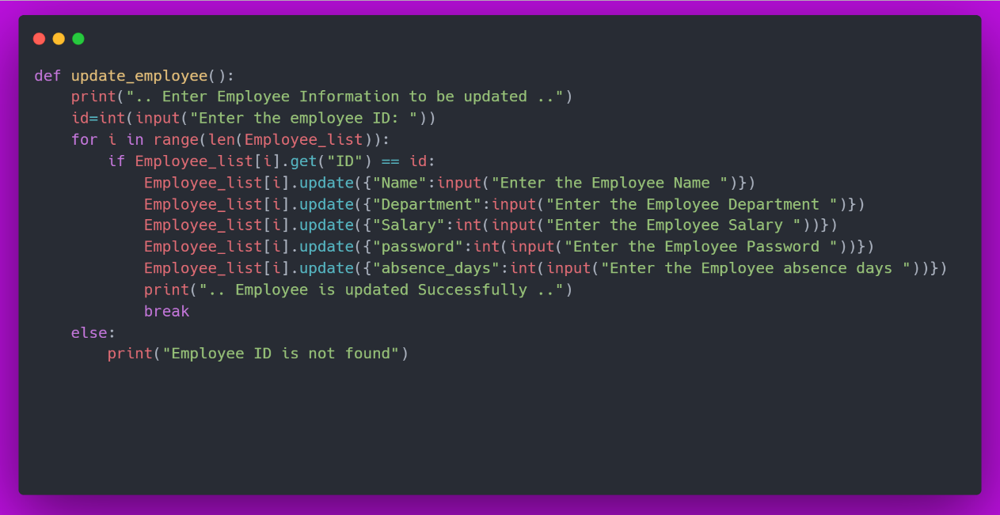 def update_employee():
    print(".. Enter Employee Information to be updated ..")
    id=int(input("Enter the employee ID: "))
    for i in range(len(Employee_list)):
        if Employee_list[i].get("ID") == id:
            Employee_list[i].update({"Name":input("Enter the Employee Name ")})
            Employee_list[i].update({"Department":input("Enter the Employee Department ")})
            Employee_list[i].update({"Salary":int(input("Enter the Employee Salary "))})
            Employee_list[i].update({"password":int(input("Enter the Employee Password "))})
            Employee_list[i].update({"absence_days":int(input("Enter the Employee absence days "))})
            print(".. Employee is updated Successfully ..")
            break
    else:
        print("Employee ID is not found")